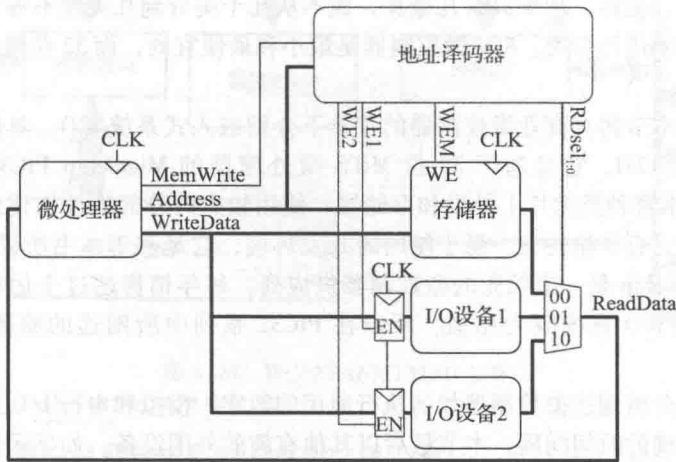 地址译码器
WE2
WE1
WEM
RDsel1:0
CLK
CLK
MemWrite
WE
微处理器
Address
存储器
WriteData
CLK
00
ReadData
EN
I/O设备1
01
10
EN
I/O设备2